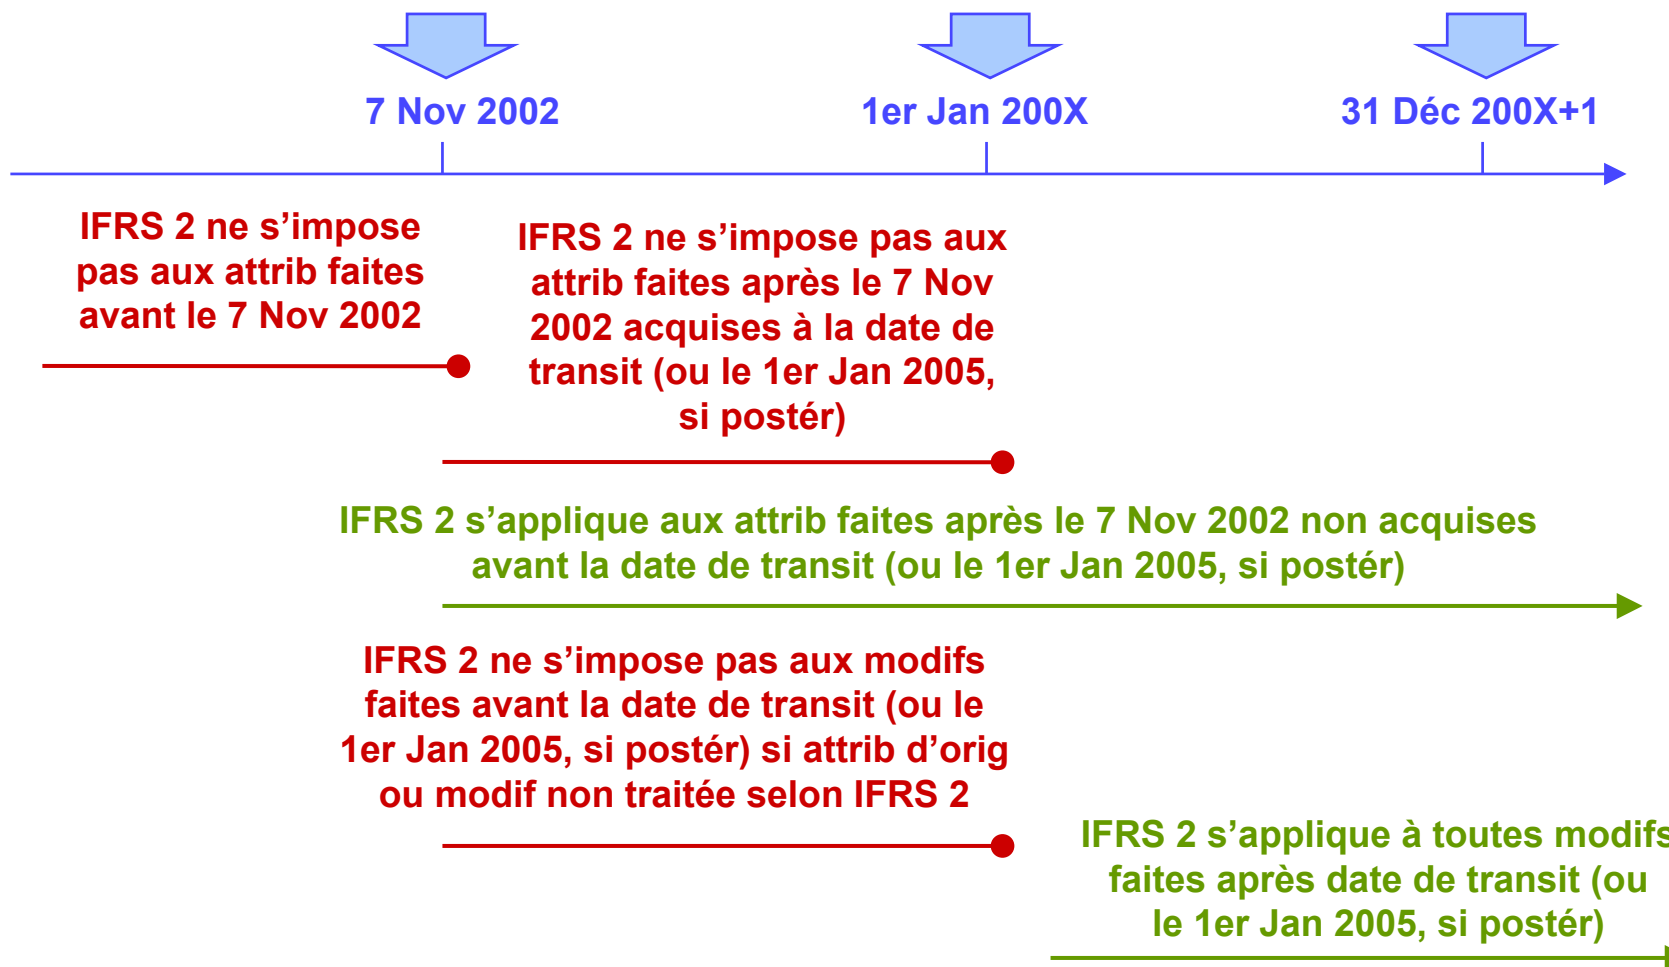 7 Nov 2002
1er Jan 200X
31 Déc 200X+1
IFRS 2 ne s’impose
pas aux attrib faites
avant le 7 Nov 2002
IFRS 2 ne s’impose pas aux
attrib faites après le 7 Nov
2002 acquises à la date de
transit (ou le 1er Jan 2005,
si postér)
IFRS 2 s’applique aux attrib faites après le 7 Nov 2002 non acquises
avant la date de transit (ou le 1er Jan 2005, si postér)
IFRS 2 ne s’impose pas aux modifs
faites avant la date de transit (ou le
1er Jan 2005, si postér) si attrib d’orig
ou modif non traitée selon IFRS 2
IFRS 2 s’applique à toutes modifs
faites après date de transit (ou
le 1er Jan 2005, si postér)